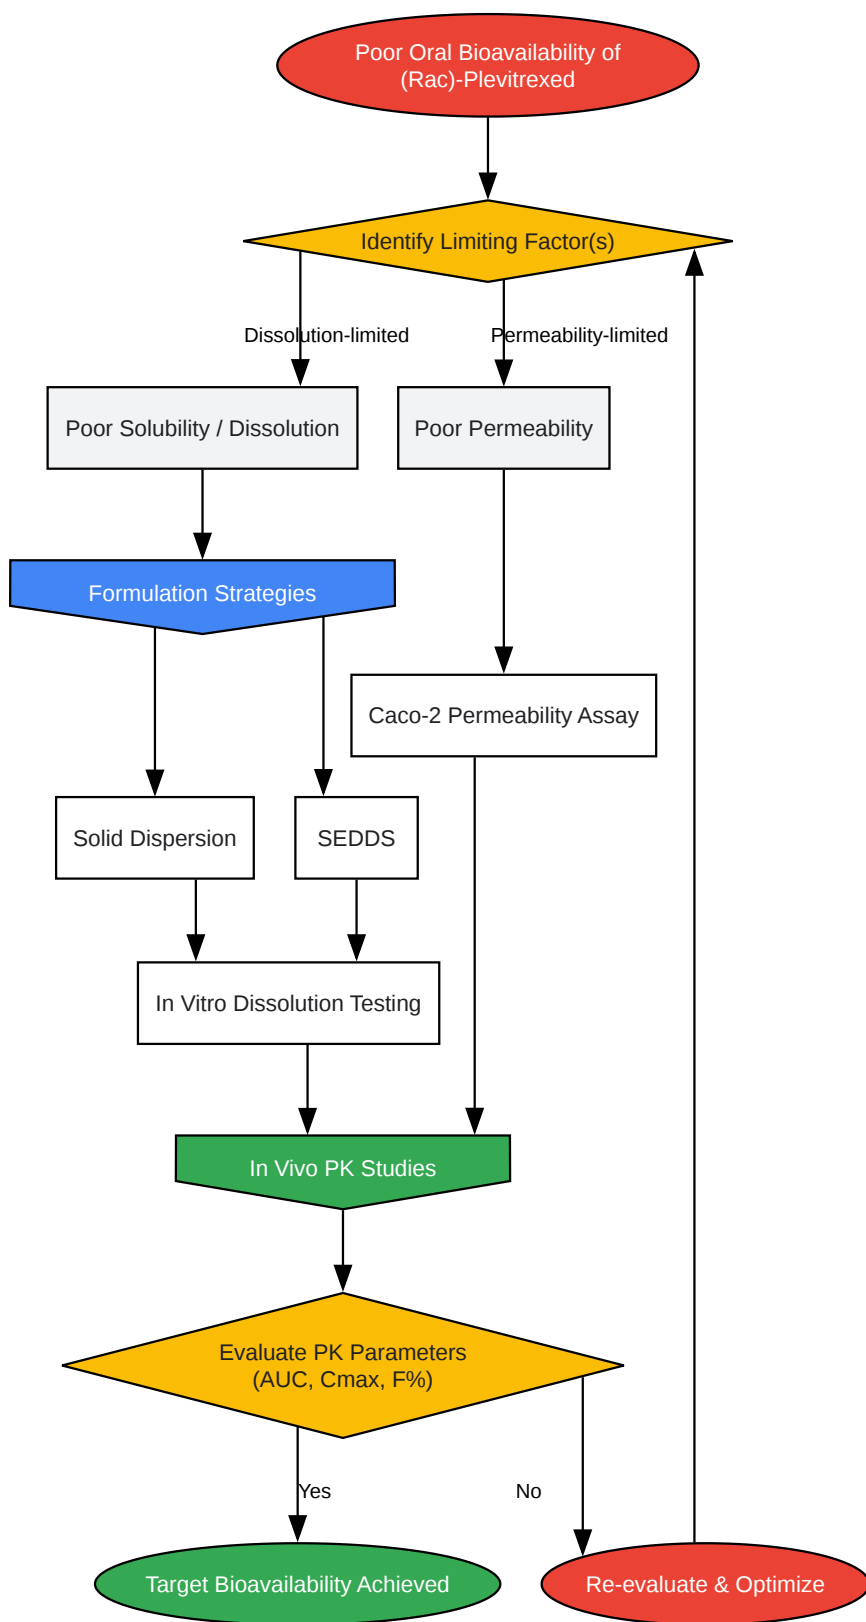 Poor Oral Bioavailability of
(Rac)-Plevitrexed
Identify Limiting Factor(s)
Dissolution-limited
Permeability-limited
Poor Solubility / Dissolution
Poor Permeability
Formulation Strategies
Caco-2 Permeability Assay
Solid Dispersion
SEDDS
In Vitro Dissolution Testing
In Vivo PK Studies
Evaluate PK Parameters
(AUC, Cmax, F%)
Yes
No
Target Bioavailability Achieved
Re-evaluate & Optimize